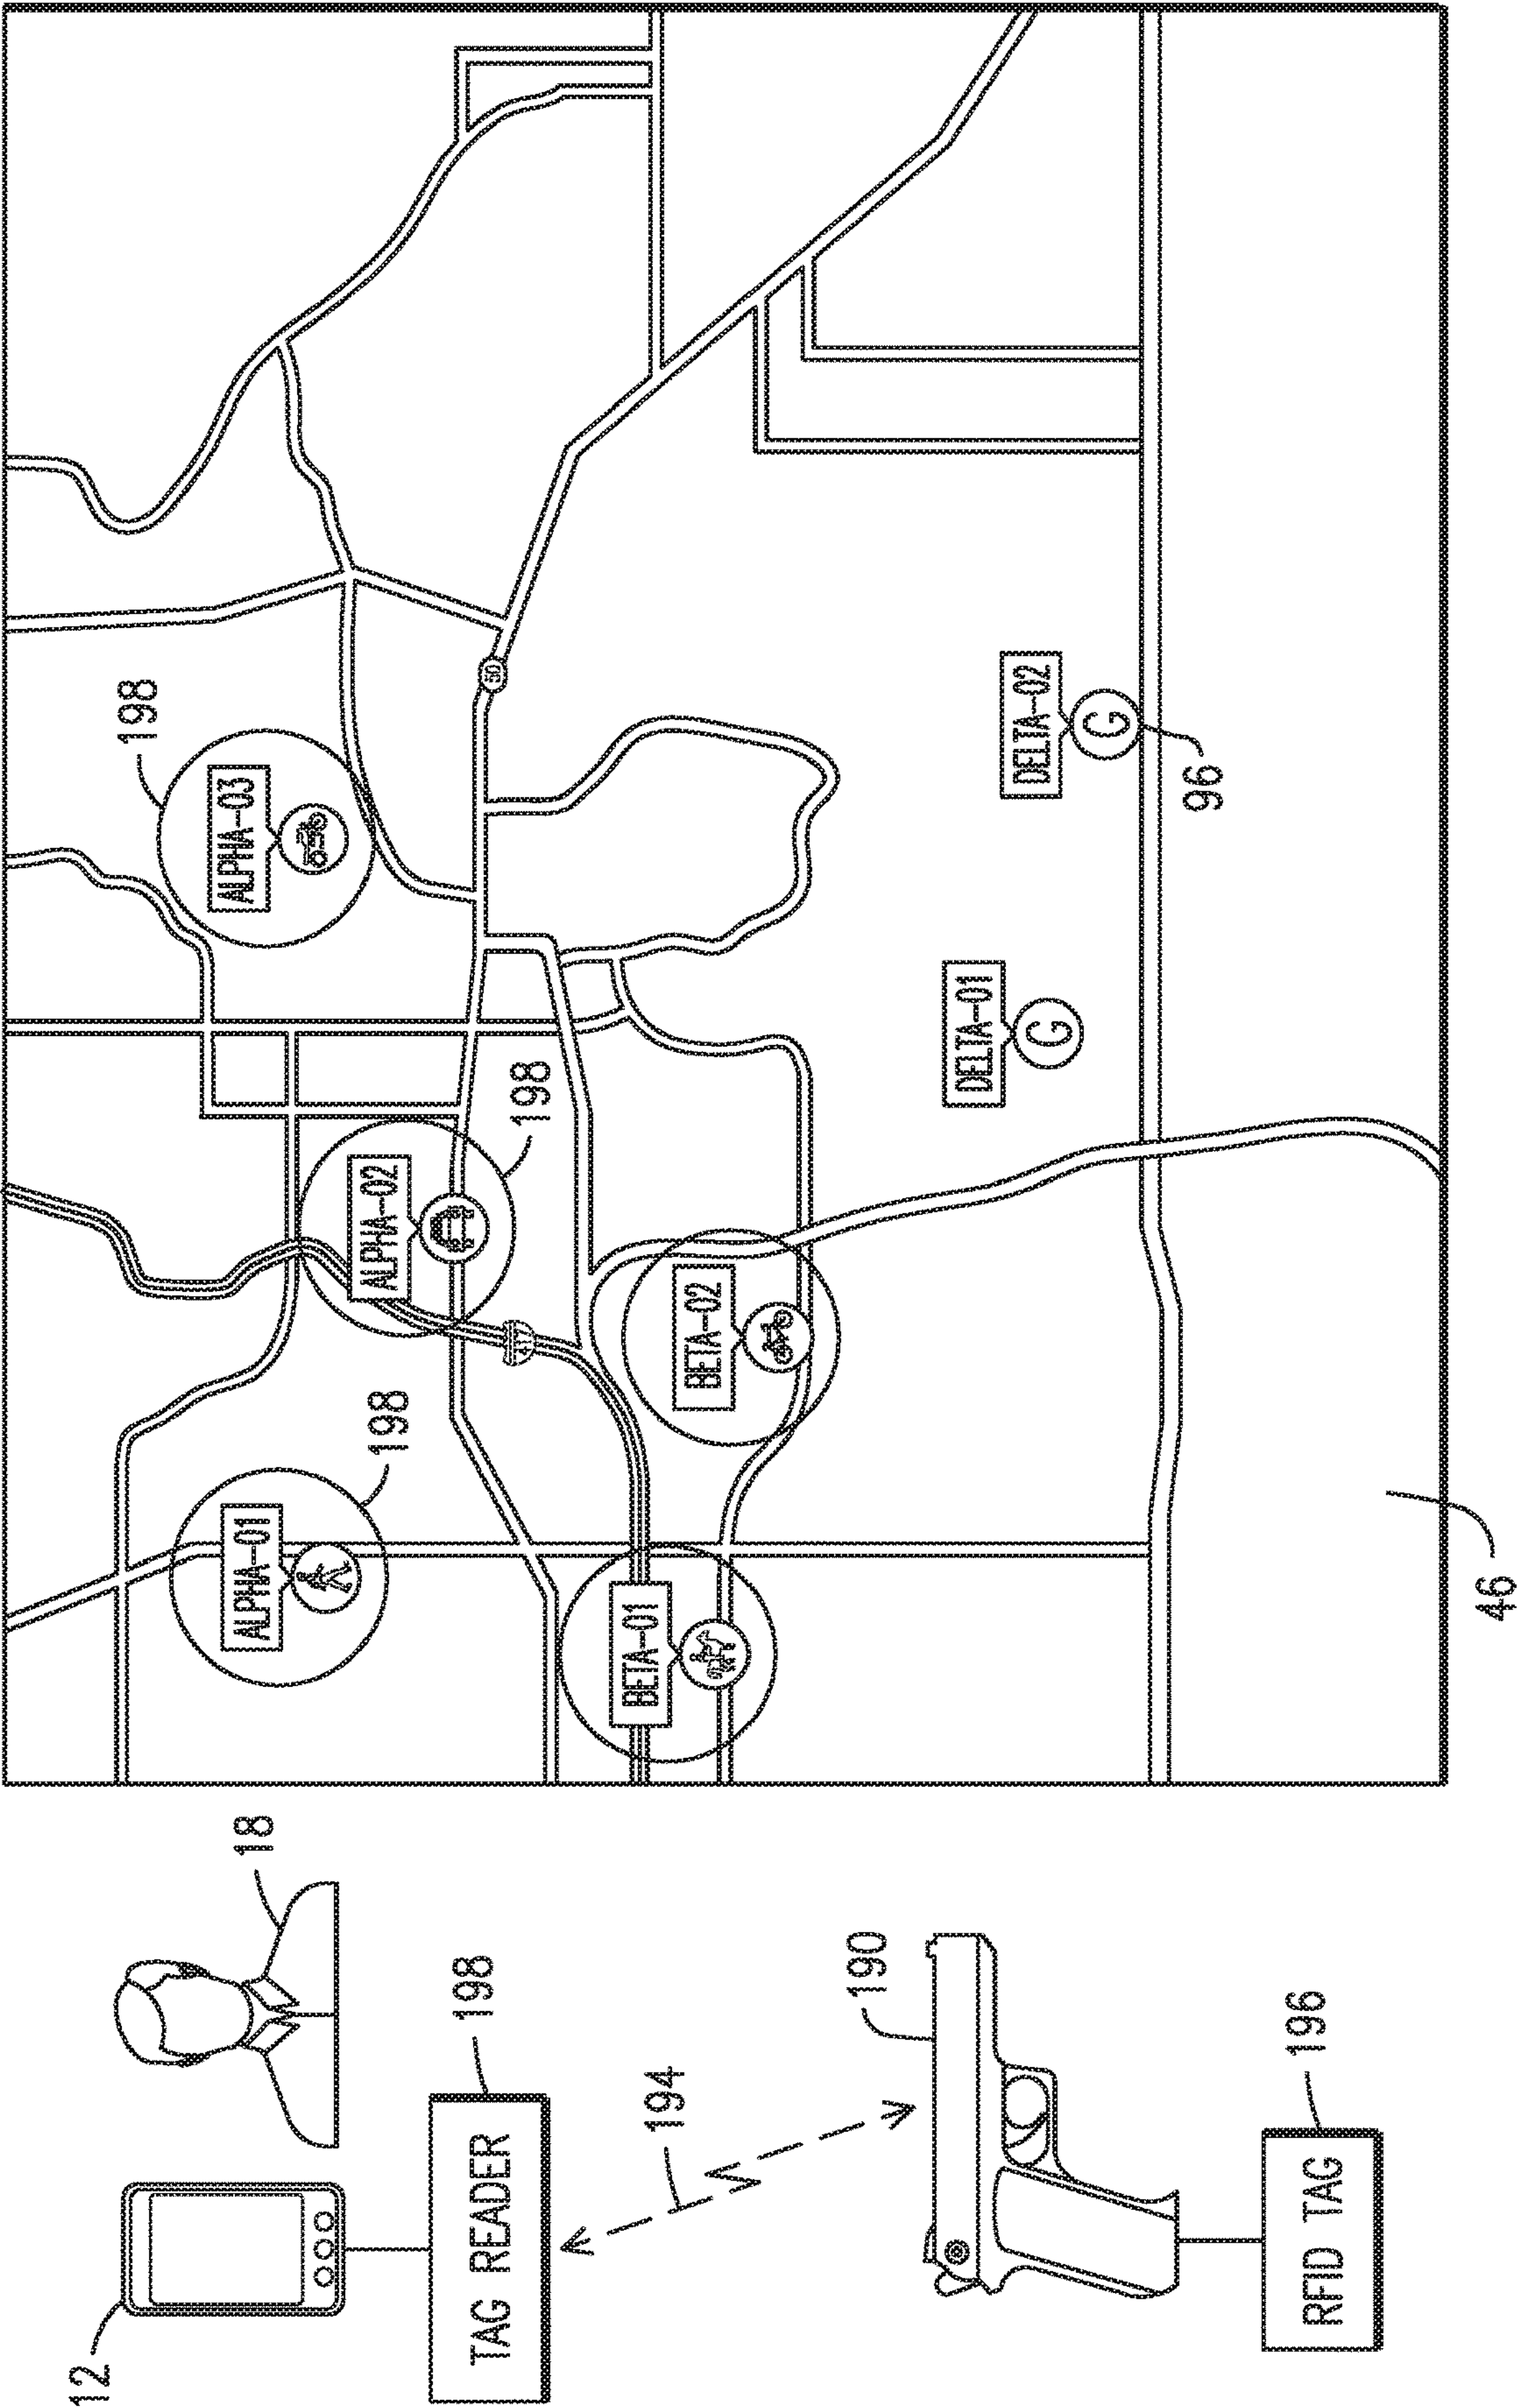 12
18
TAG READER
198
194
190
RFID TAG
196
ALPHA-01
198
ALPHA-02
198
ALPHA-03
198
50
BETA-01
BETA-02
DELTA-01
G
DELTA-02
G
96
46